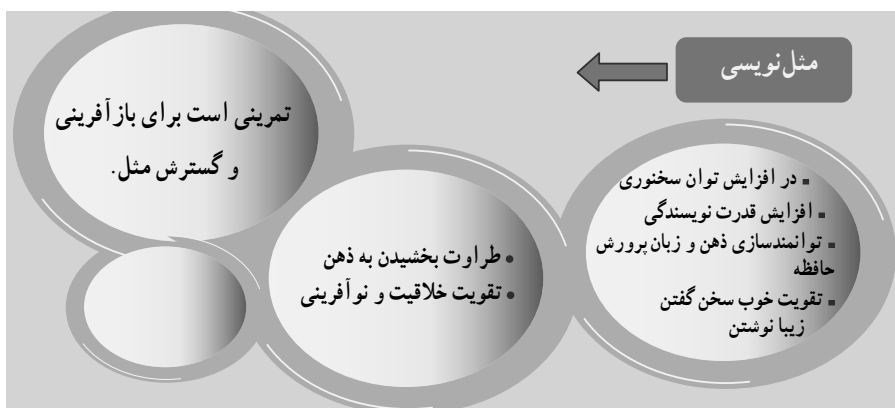 مثل‌نویسی
▪ در افزایش توان سخنوری
▪ افزایش قدرت نویسندگی
▪ توانمندسازی ذهن و زبان پرورش
حافظه
▪ تقویت خوب سخن گفتن
زیبا نوشتن
• طراوت بخشیدن به ذهن
• تقویت خلاقیت و نوآفرینی
تمرینی است برای بازآفرینی
و گسترش مثل.